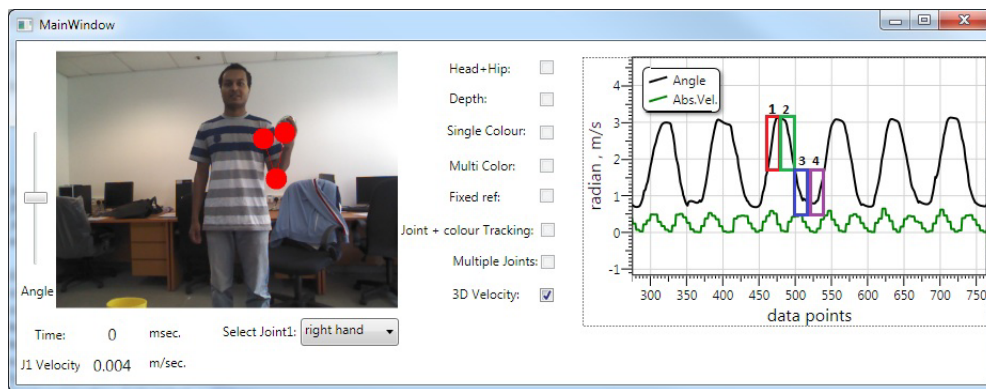 MainWindow
Head+Hip:
Depth:
Single Colour:
Multi Color:
Fixed ref:
Joint + colour Tracking:
Multiple Joints:
3D Velocity:
Angle
Time: 0 msec.
Select Joint1: right hand
J1 Velocity 0.004 m/sec.
Angle
Abs.Vel.
1 2
3 4
radian , m/s
4
3
2
1
0
-1
300 350 400 450 500 550 600 650 700 750
data points